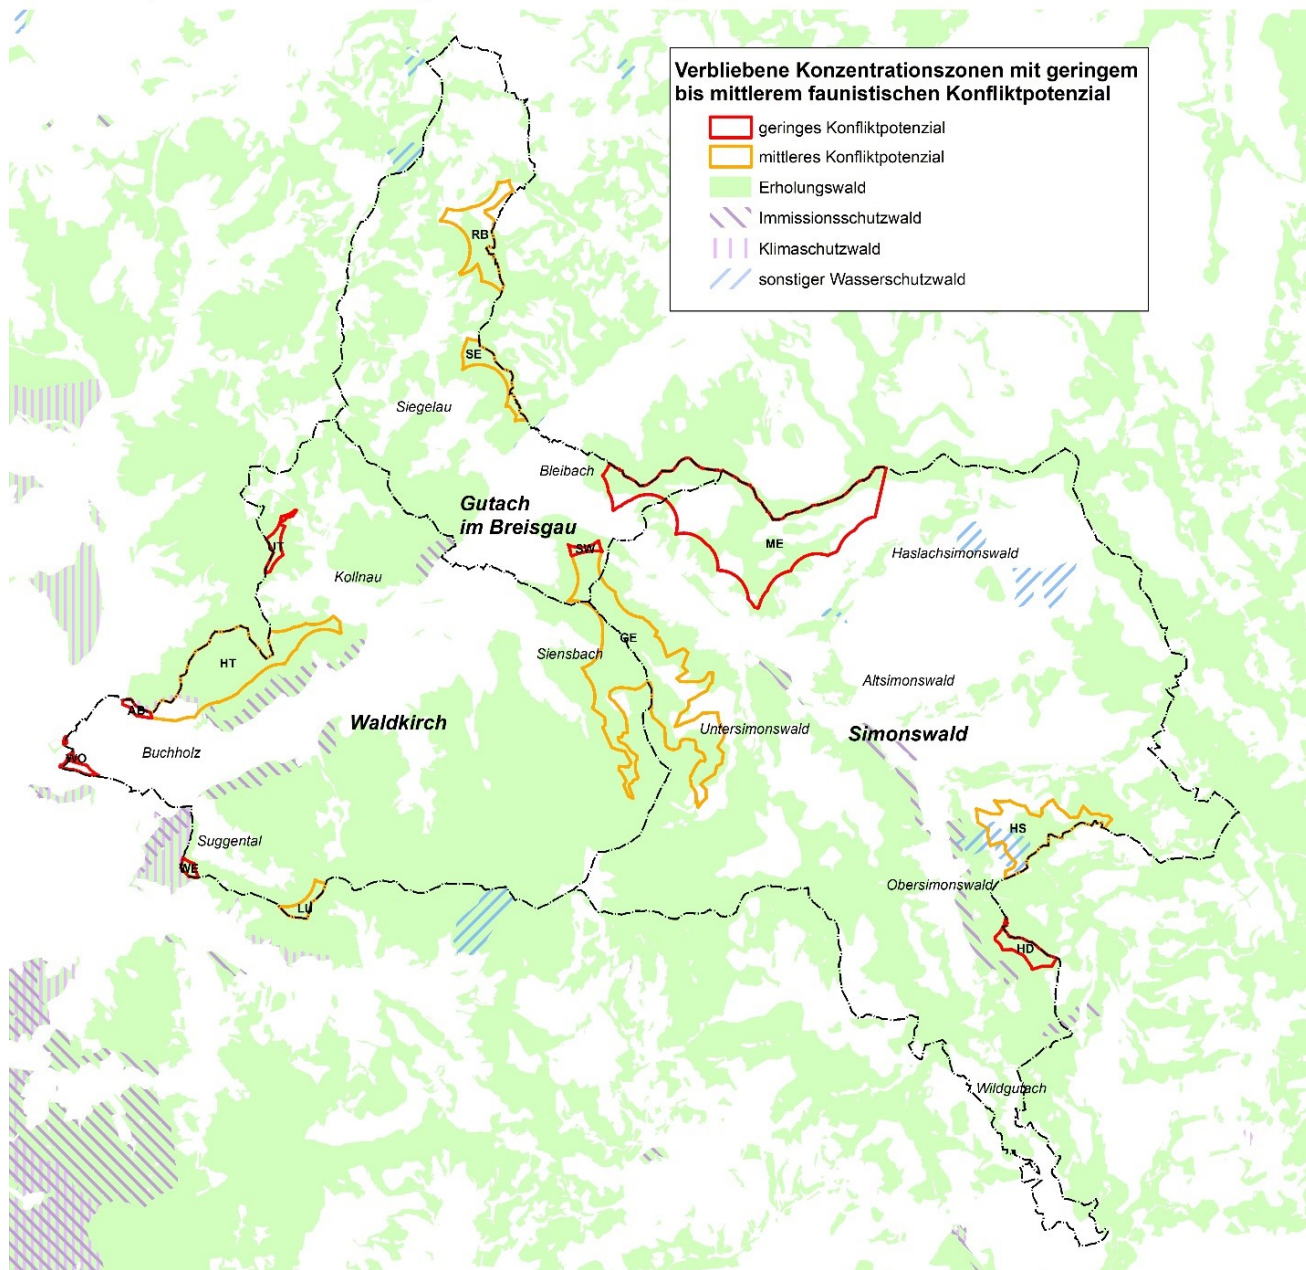 Verbliebene Konzentrationszonen mit geringem
bis mittlerem faunistischen Konfliktpotenzial
geringes Konfliktpotenzial
mittleres Konfliktpotenzial
Erholungswald
Immissionsschutzwald
Klimaschutzwald
sonstiger Wasserschutzwald
RB
SE
Siegelau
Bleibach
Gutach
im Breisgau
SW
ME
Haslachsimonswald
Kollnau
GE
Siensbach
HT
Altsimonswald
AB
Waldkirch
Untersimonswald
Simonswald
Buchholz
WO
HS
Suggental
WE
Obersimonswald
LU
HD
Wildgutach